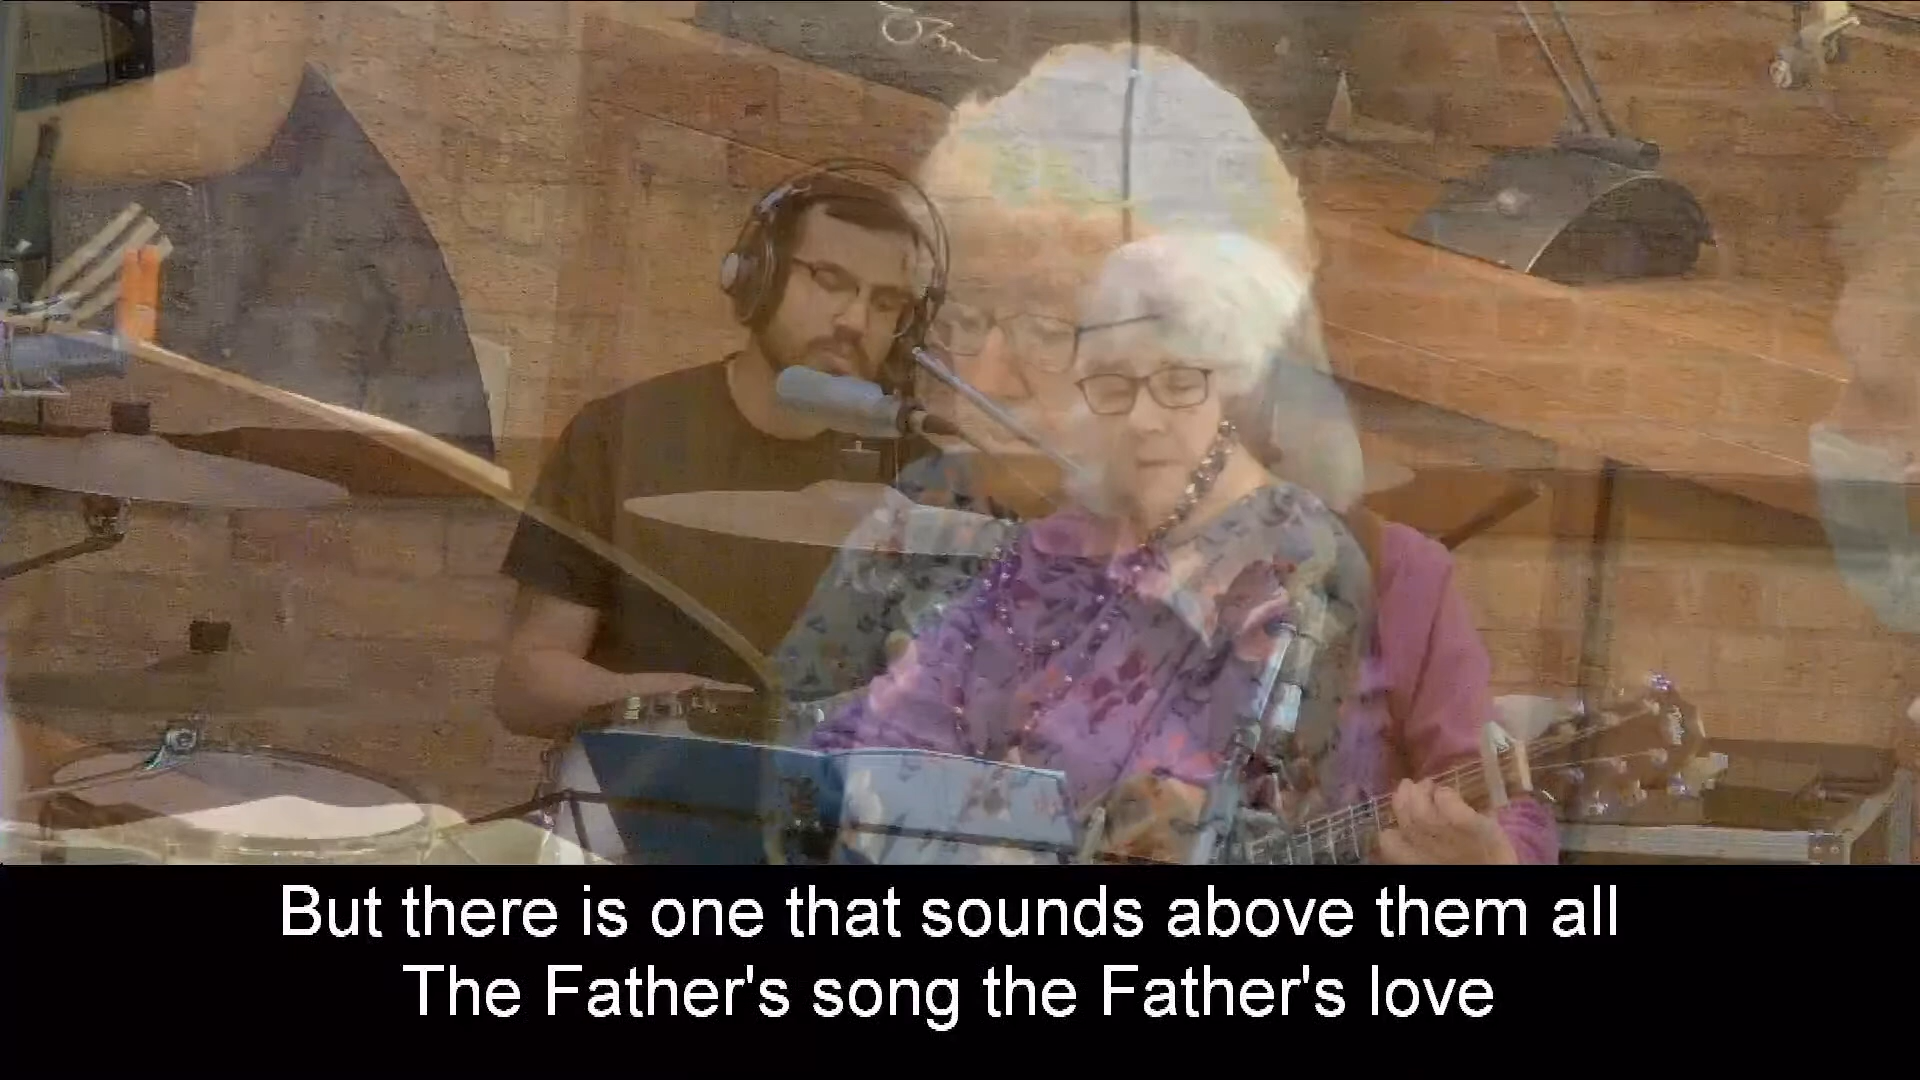 But there is one that sounds above them all
The Father's song the Father's love